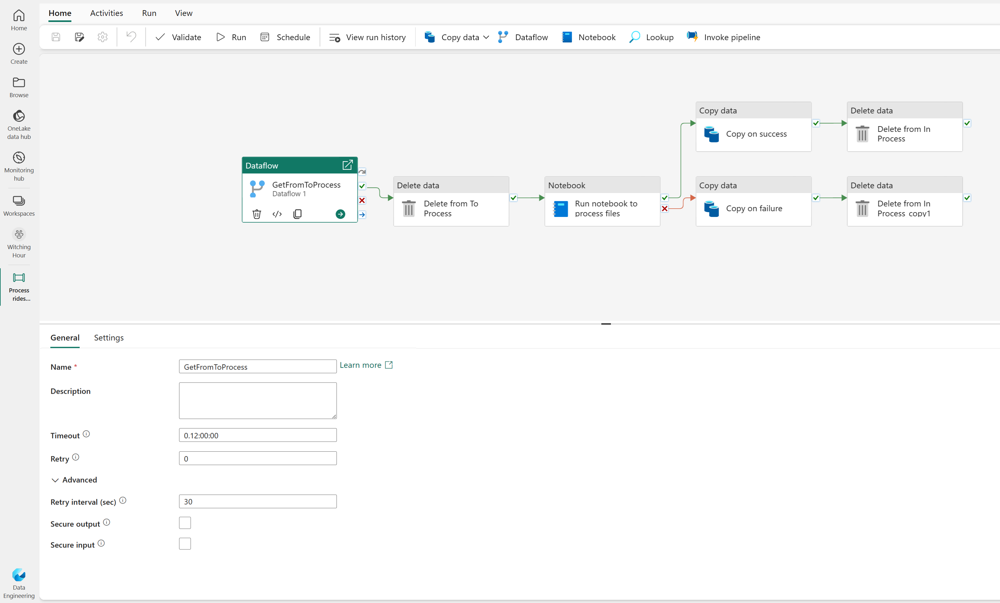 Home
Activities
Run
View
Validate
Run
Schedule
View run history
Copy data
Dataflow
Notebook
Lookup
Invoke pipeline
Home
Create
Browse
OneLake
data hub
Monitoring
hub
Workspaces
Witching
Hour
Process
rides...
Data
Engineering
Dataflow
GetFromToProcess
Dataflow 1
Delete data
Delete from To
Process
Notebook
Run notebook to
process files
Copy data
Copy on success
Delete data
Delete from In
Process
Copy data
Copy on failure
Delete data
Delete from In
Process_copy1
General
Settings
Name *
GetFromToProcess
Learn more
Description
Timeout
0.12:00:00
Retry
0
Advanced
Retry interval (sec)
30
Secure output
Secure input